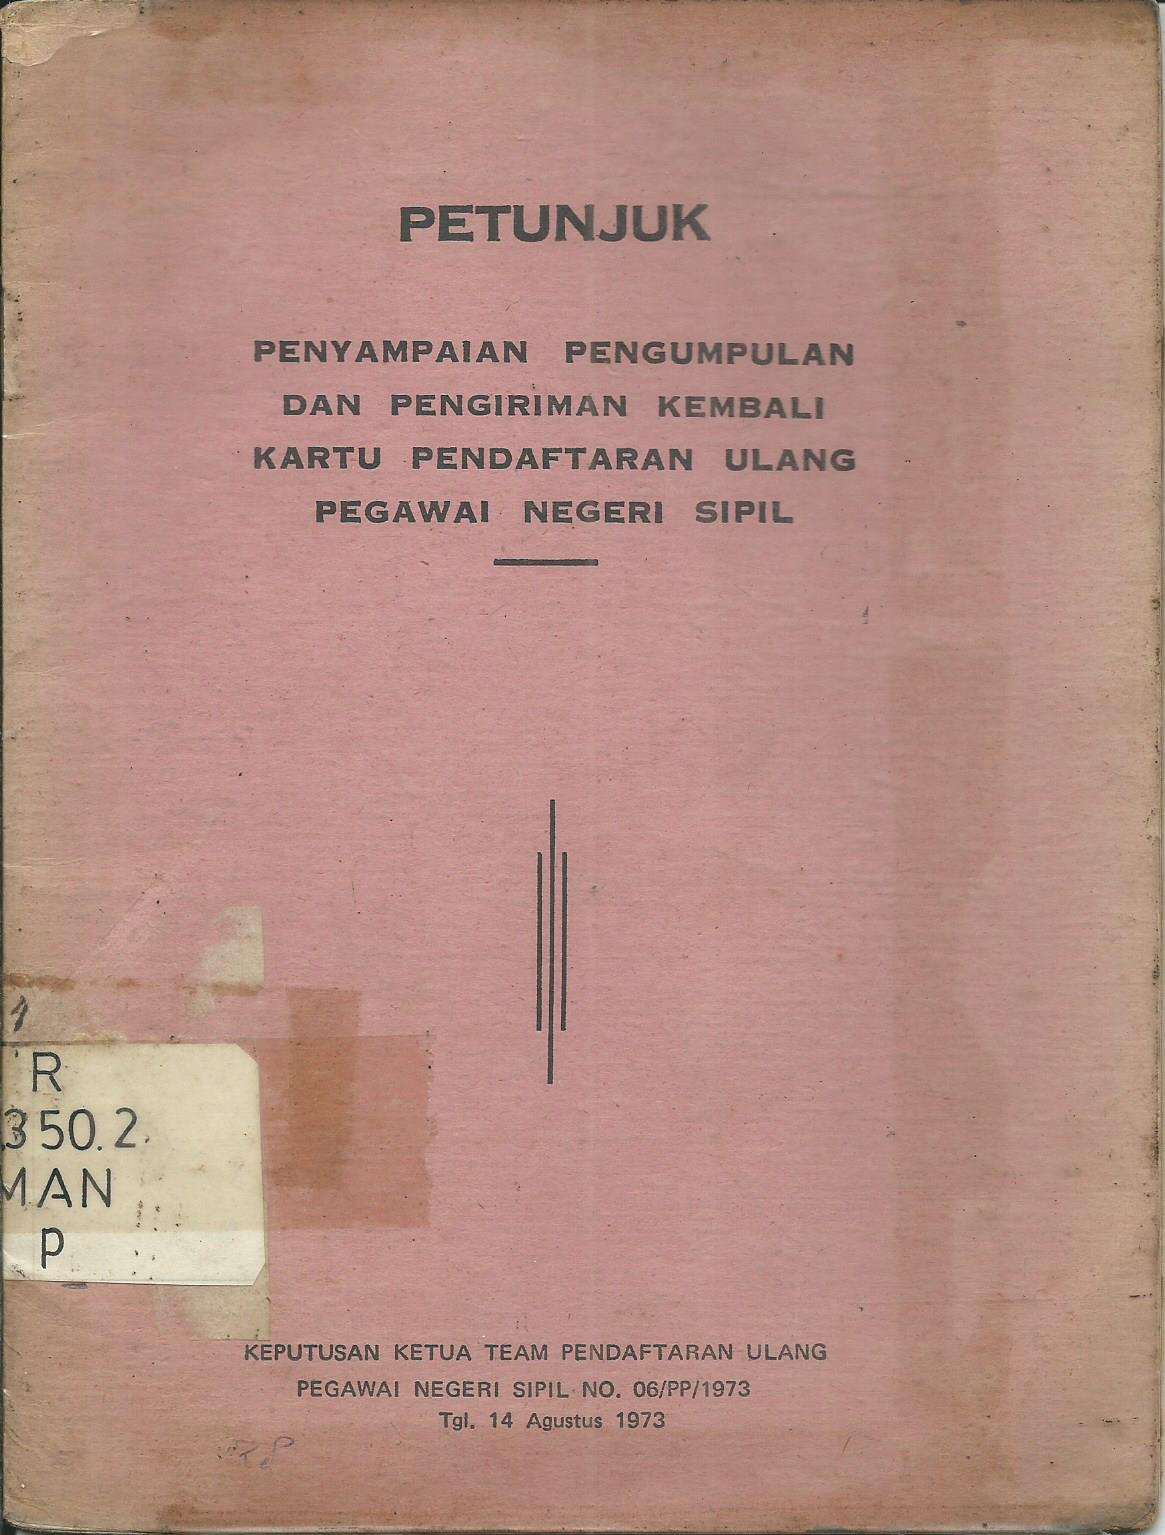 PETUNJUK
PENYAMPAIAN PENGUMPULAN
DAN PENGIRIMAN KEMBALI
KARTU PENDAFTARAN ULANG
PEGAWAI NEGERI SIPIL
R
350.2
MAN
p
KEPUTUSAN KETUA TEAM PENDAFTARAN ULANG
PEGAWAI NEGERI SIPIL NO. 06/PP/1973
Tgl. 14 Agustus 1973